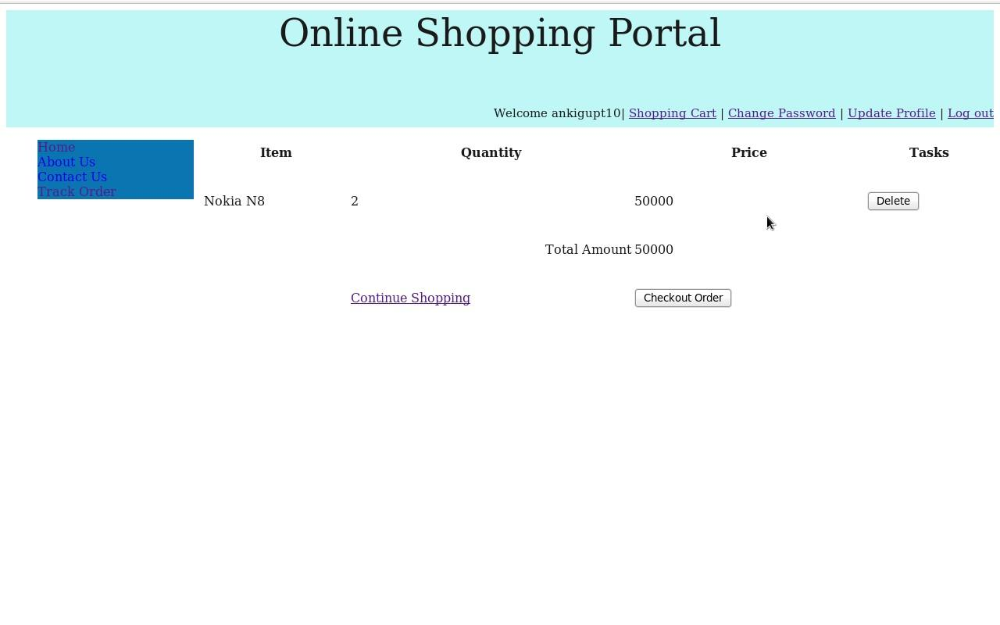 Online Shopping Portal
Welcome ankigupt10| Shopping Cart | Change Password | Update Profile | Log out
Home
About Us
Contact Us
Track Order
Item Quantity Price Tasks
Nokia N8 2 50000 Delete
Total Amount 50000
Continue Shopping Checkout Order